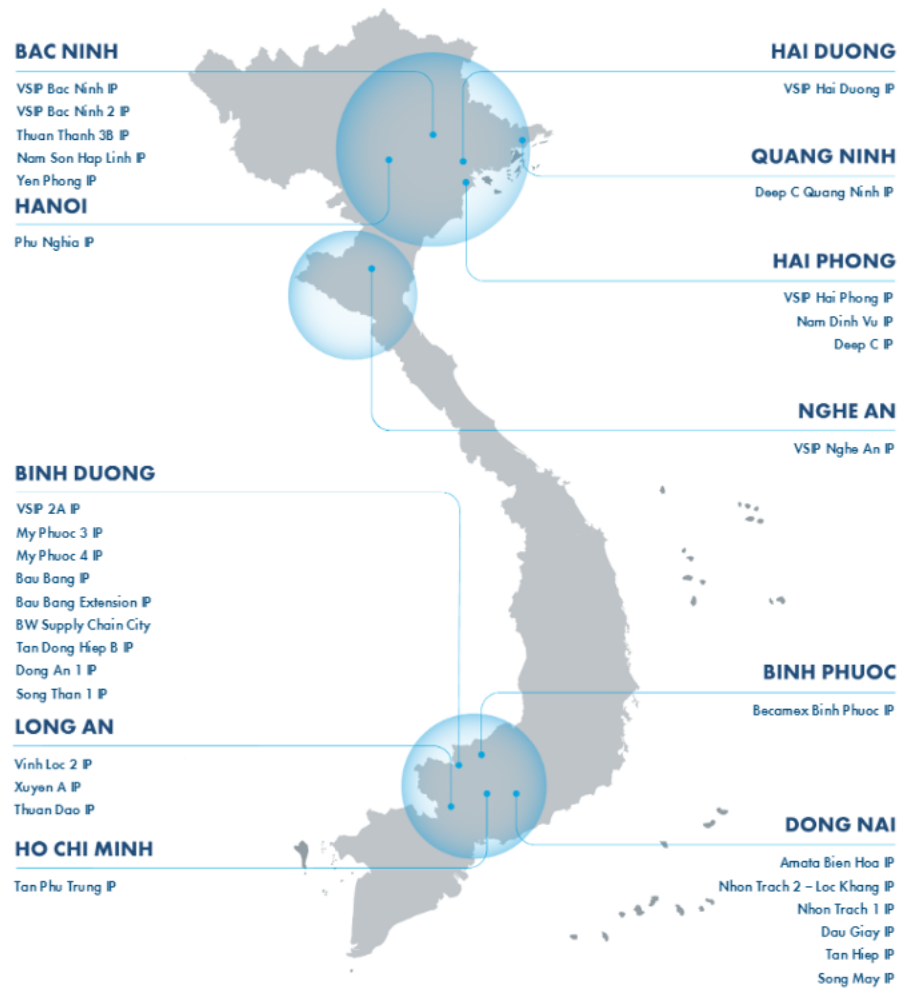 BAC NINH
VSIP Bac Ninh IP
VSIP Bac Ninh 2 IP
Thuan Thanh 3B IP
Nam Son Hap Linh IP
Yen Phong IP
HANOI
Phu Nghia IP
HAI DUONG
VSIP Hai Duong IP
QUANG NINH
Deep C Quang Ninh IP
HAI PHONG
VSIP Hai Phong IP
Nam Dinh Vu IP
Deep C IP
NGHE AN
VSIP Nghe An IP
BINH DUONG
VSIP 2A IP
My Phuoc 3 IP
My Phuoc 4 IP
Bau Bang IP
Bau Bang Extension IP
BW Supply Chain City
Tan Dong Hiep B IP
Dong An 1 IP
Song Than 1 IP
LONG AN
Vinh Loc 2 IP
Xuyen A IP
Thuan Dao IP
HO CHI MINH
Tan Phu Trung IP
BINH PHUOC
Becamex Binh Phuoc IP
DONG NAI
Amata Bien Hoa IP
Nhon Trach 2 – Loc Khang IP
Nhon Trach 1 IP
Dau Giay IP
Tan Hiep IP
Song May IP